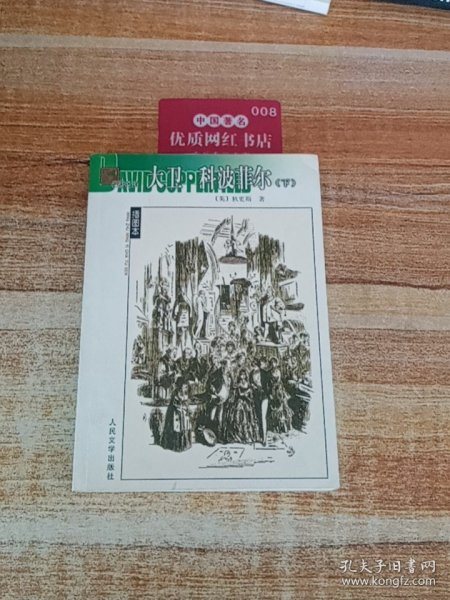 008
中国著名
优质网红书店
DAVID COPPERFIELD
大卫·科波菲尔(下)
〔英〕狄更斯 著
插图本
人民文学出版社
孔夫子旧书网
www.kongfz.com